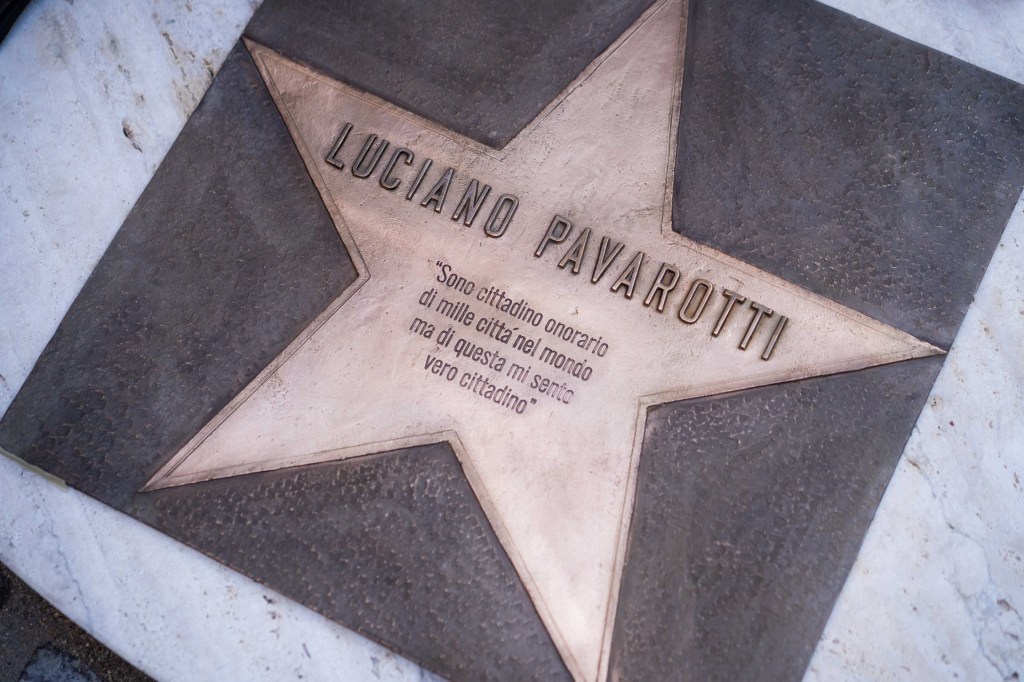 LUCIANO PAVAROTTI
“Sono cittadino onorario
di mille cittá nel mondo
ma di questa mi sento
vero cittadino”